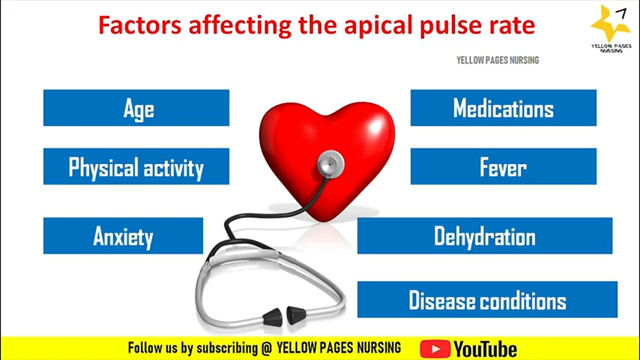 Factors affecting the apical pulse rate
7
YELLOW PAGES
NURSING
YELLOW PAGES NURSING
Age
Medications
Physical activity
Fever
Anxiety
Dehydration
Disease conditions
Follow us by subscribing @ YELLOW PAGES NURSING
YouTube